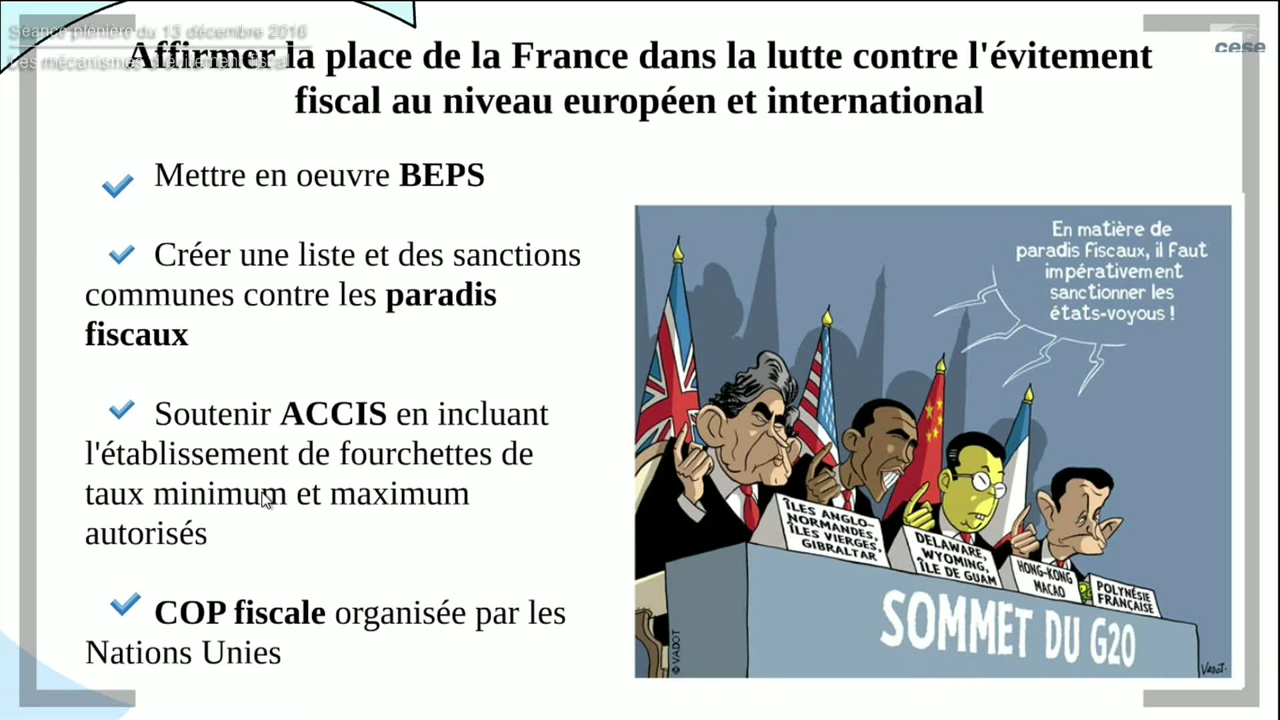 Séance plénière du 13 décembre 2016
Les mécanismes d'évitement fiscal
cese
Affirmer la place de la France dans la lutte contre l'évitement
fiscal au niveau européen et international
Mettre en oeuvre BEPS
Créer une liste et des sanctions
communes contre les paradis
fiscaux
Soutenir ACCIS en incluant
l'établissement de fourchettes de
taux minimum et maximum
autorisés
COP fiscale organisée par les
Nations Unies
En matière de
paradis fiscaux, il faut
impérativement
sanctionner les
états-voyous !
ÎLES ANGLO-
NORMANDES,
ÎLES VIERGES,
GIBRALTAR
DELAWARE,
WYOMING,
ÎLE DE GUAM
HONG-KONG
MACAO
POLYNÉSIE
FRANÇAISE
SOMMET DU G20
© VADOT
VADOT.